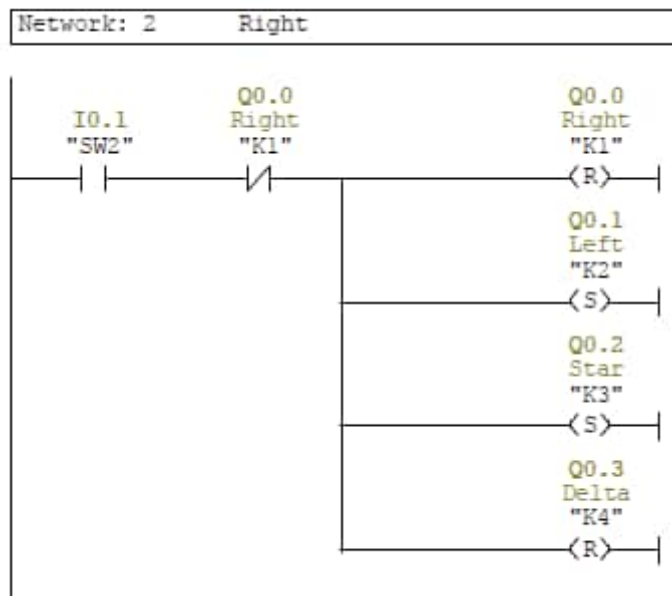 Network: 2 Right
Q0.0 Q0.0
I0.1 Right Right
"SW2" "K1" "K1"
(R)
Q0.1
Left
"K2"
(S)
Q0.2
Star
"K3"
(S)
Q0.3
Delta
"K4"
(R)